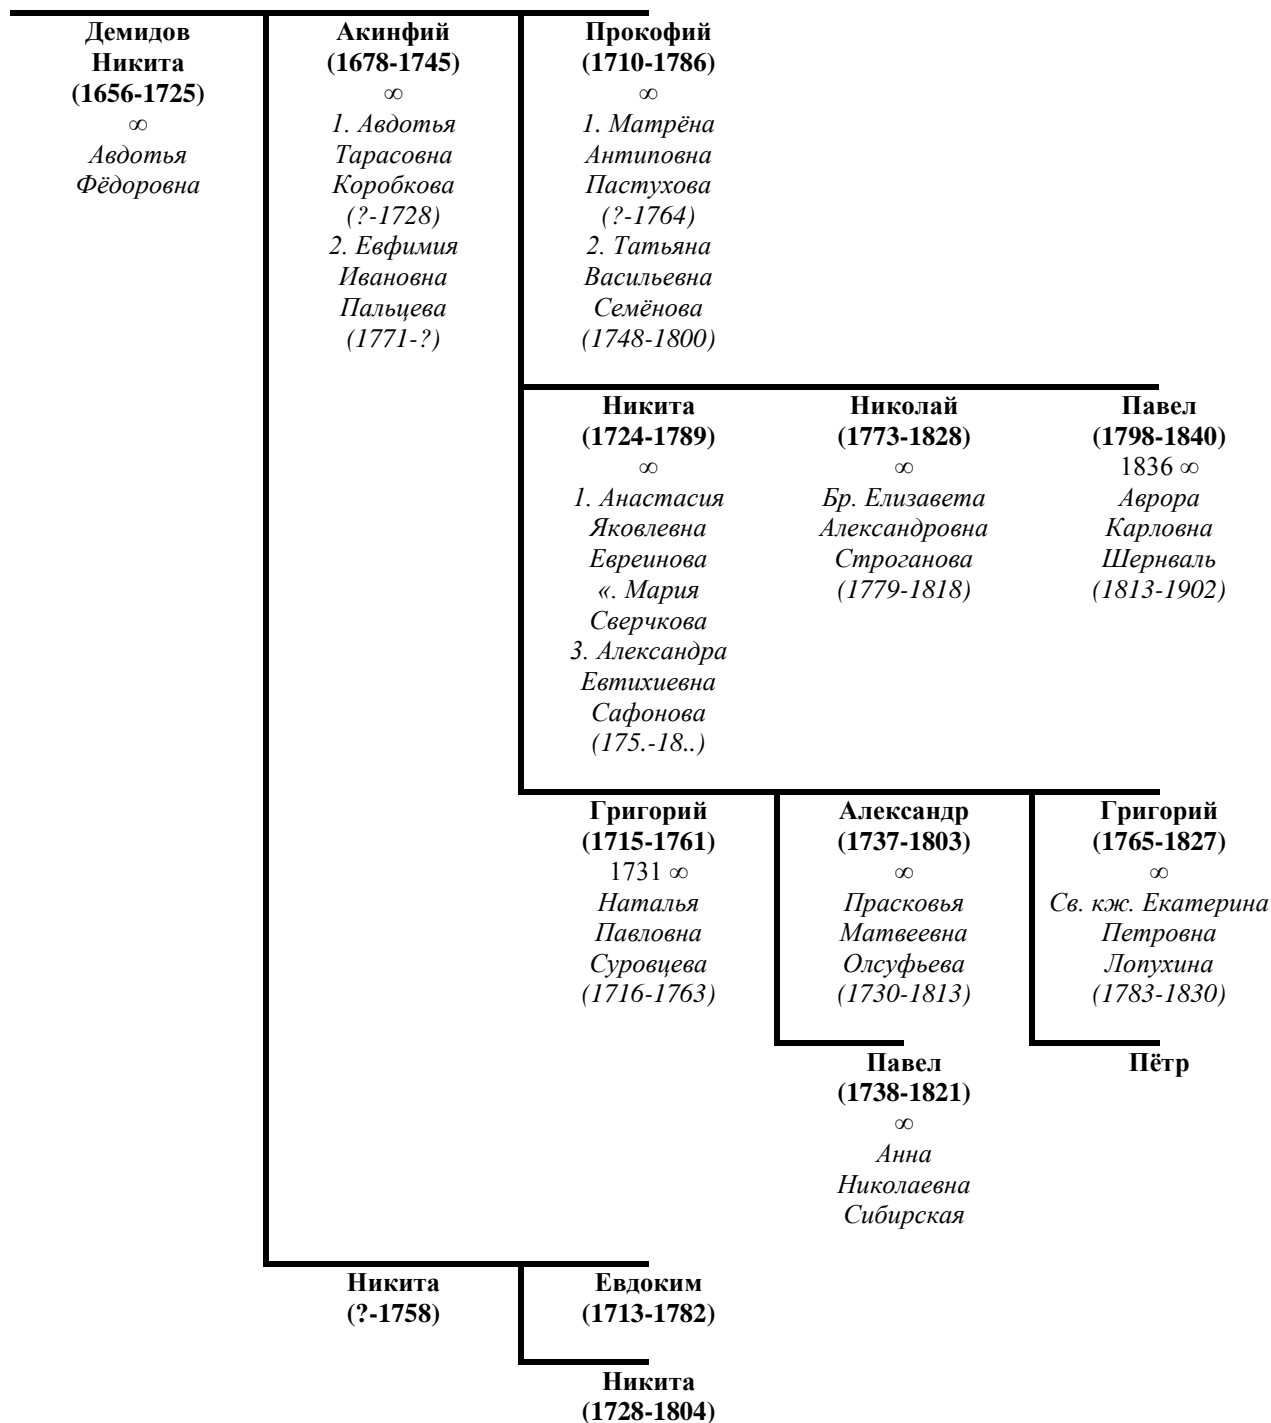 Демидов
Никита
(1656-1725)
∞
Авдотья
Фёдоровна
Акинфий
(1678-1745)
∞
1. Авдотья
Тарасовна
Коробкова
(?-1728)
2. Евфимия
Ивановна
Пальцева
(1771-?)
Прокофий
(1710-1786)
∞
1. Матрёна
Антиповна
Пастухова
(?-1764)
2. Татьяна
Васильевна
Семёнова
(1748-1800)
Никита
(1724-1789)
∞
1. Анастасия
Яковлевна
Евреинова
«. Мария
Сверчкова
3. Александра
Евтихиевна
Сафонова
(175.-18..)
Николай
(1773-1828)
∞
Бр. Елизавета
Александровна
Строганова
(1779-1818)
Павел
(1798-1840)
1836 ∞
Аврора
Карловна
Шернваль
(1813-1902)
Григорий
(1715-1761)
1731 ∞
Наталья
Павловна
Суровцева
(1716-1763)
Александр
(1737-1803)
∞
Прасковья
Матвеевна
Олсуфьева
(1730-1813)
Григорий
(1765-1827)
∞
Св. кж. Екатерина
Петровна
Лопухина
(1783-1830)
Павел
(1738-1821)
∞
Анна
Николаевна
Сибирская
Пётр
Никита
(?-1758)
Евдоким
(1713-1782)
Никита
(1728-1804)